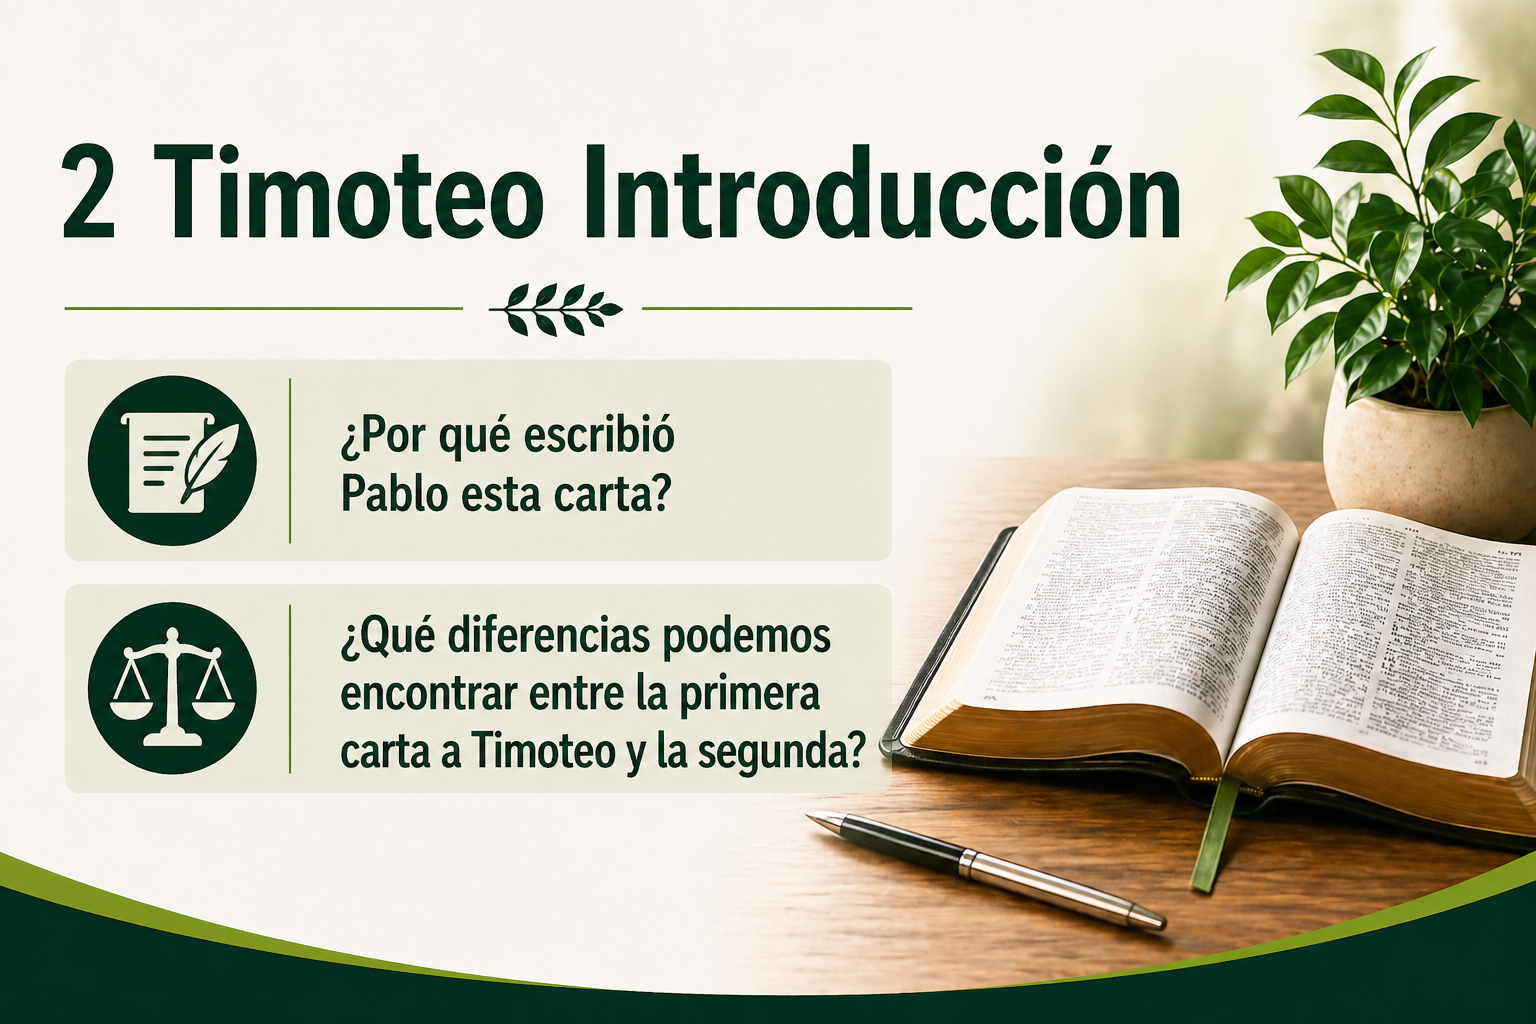 2 Timoteo Introducción
¿Por qué escribió
Pablo esta carta?
¿Qué diferencias podemos
encontrar entre la primera
carta a Timoteo y la segunda?